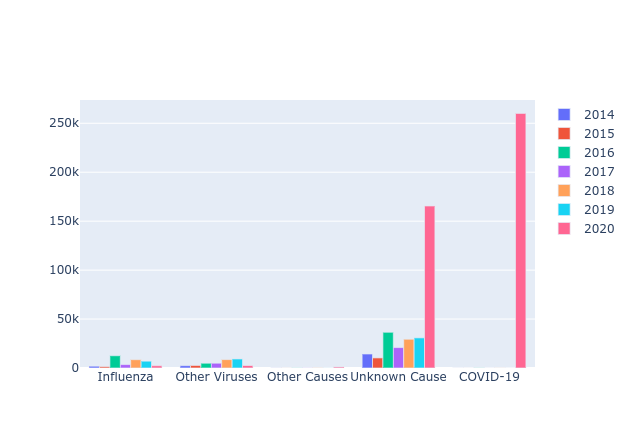 250k
200k
150k
100k
50k
0
Influenza
Other Viruses
Other Causes
Unknown Cause
COVID-19
2014
2015
2016
2017
2018
2019
2020